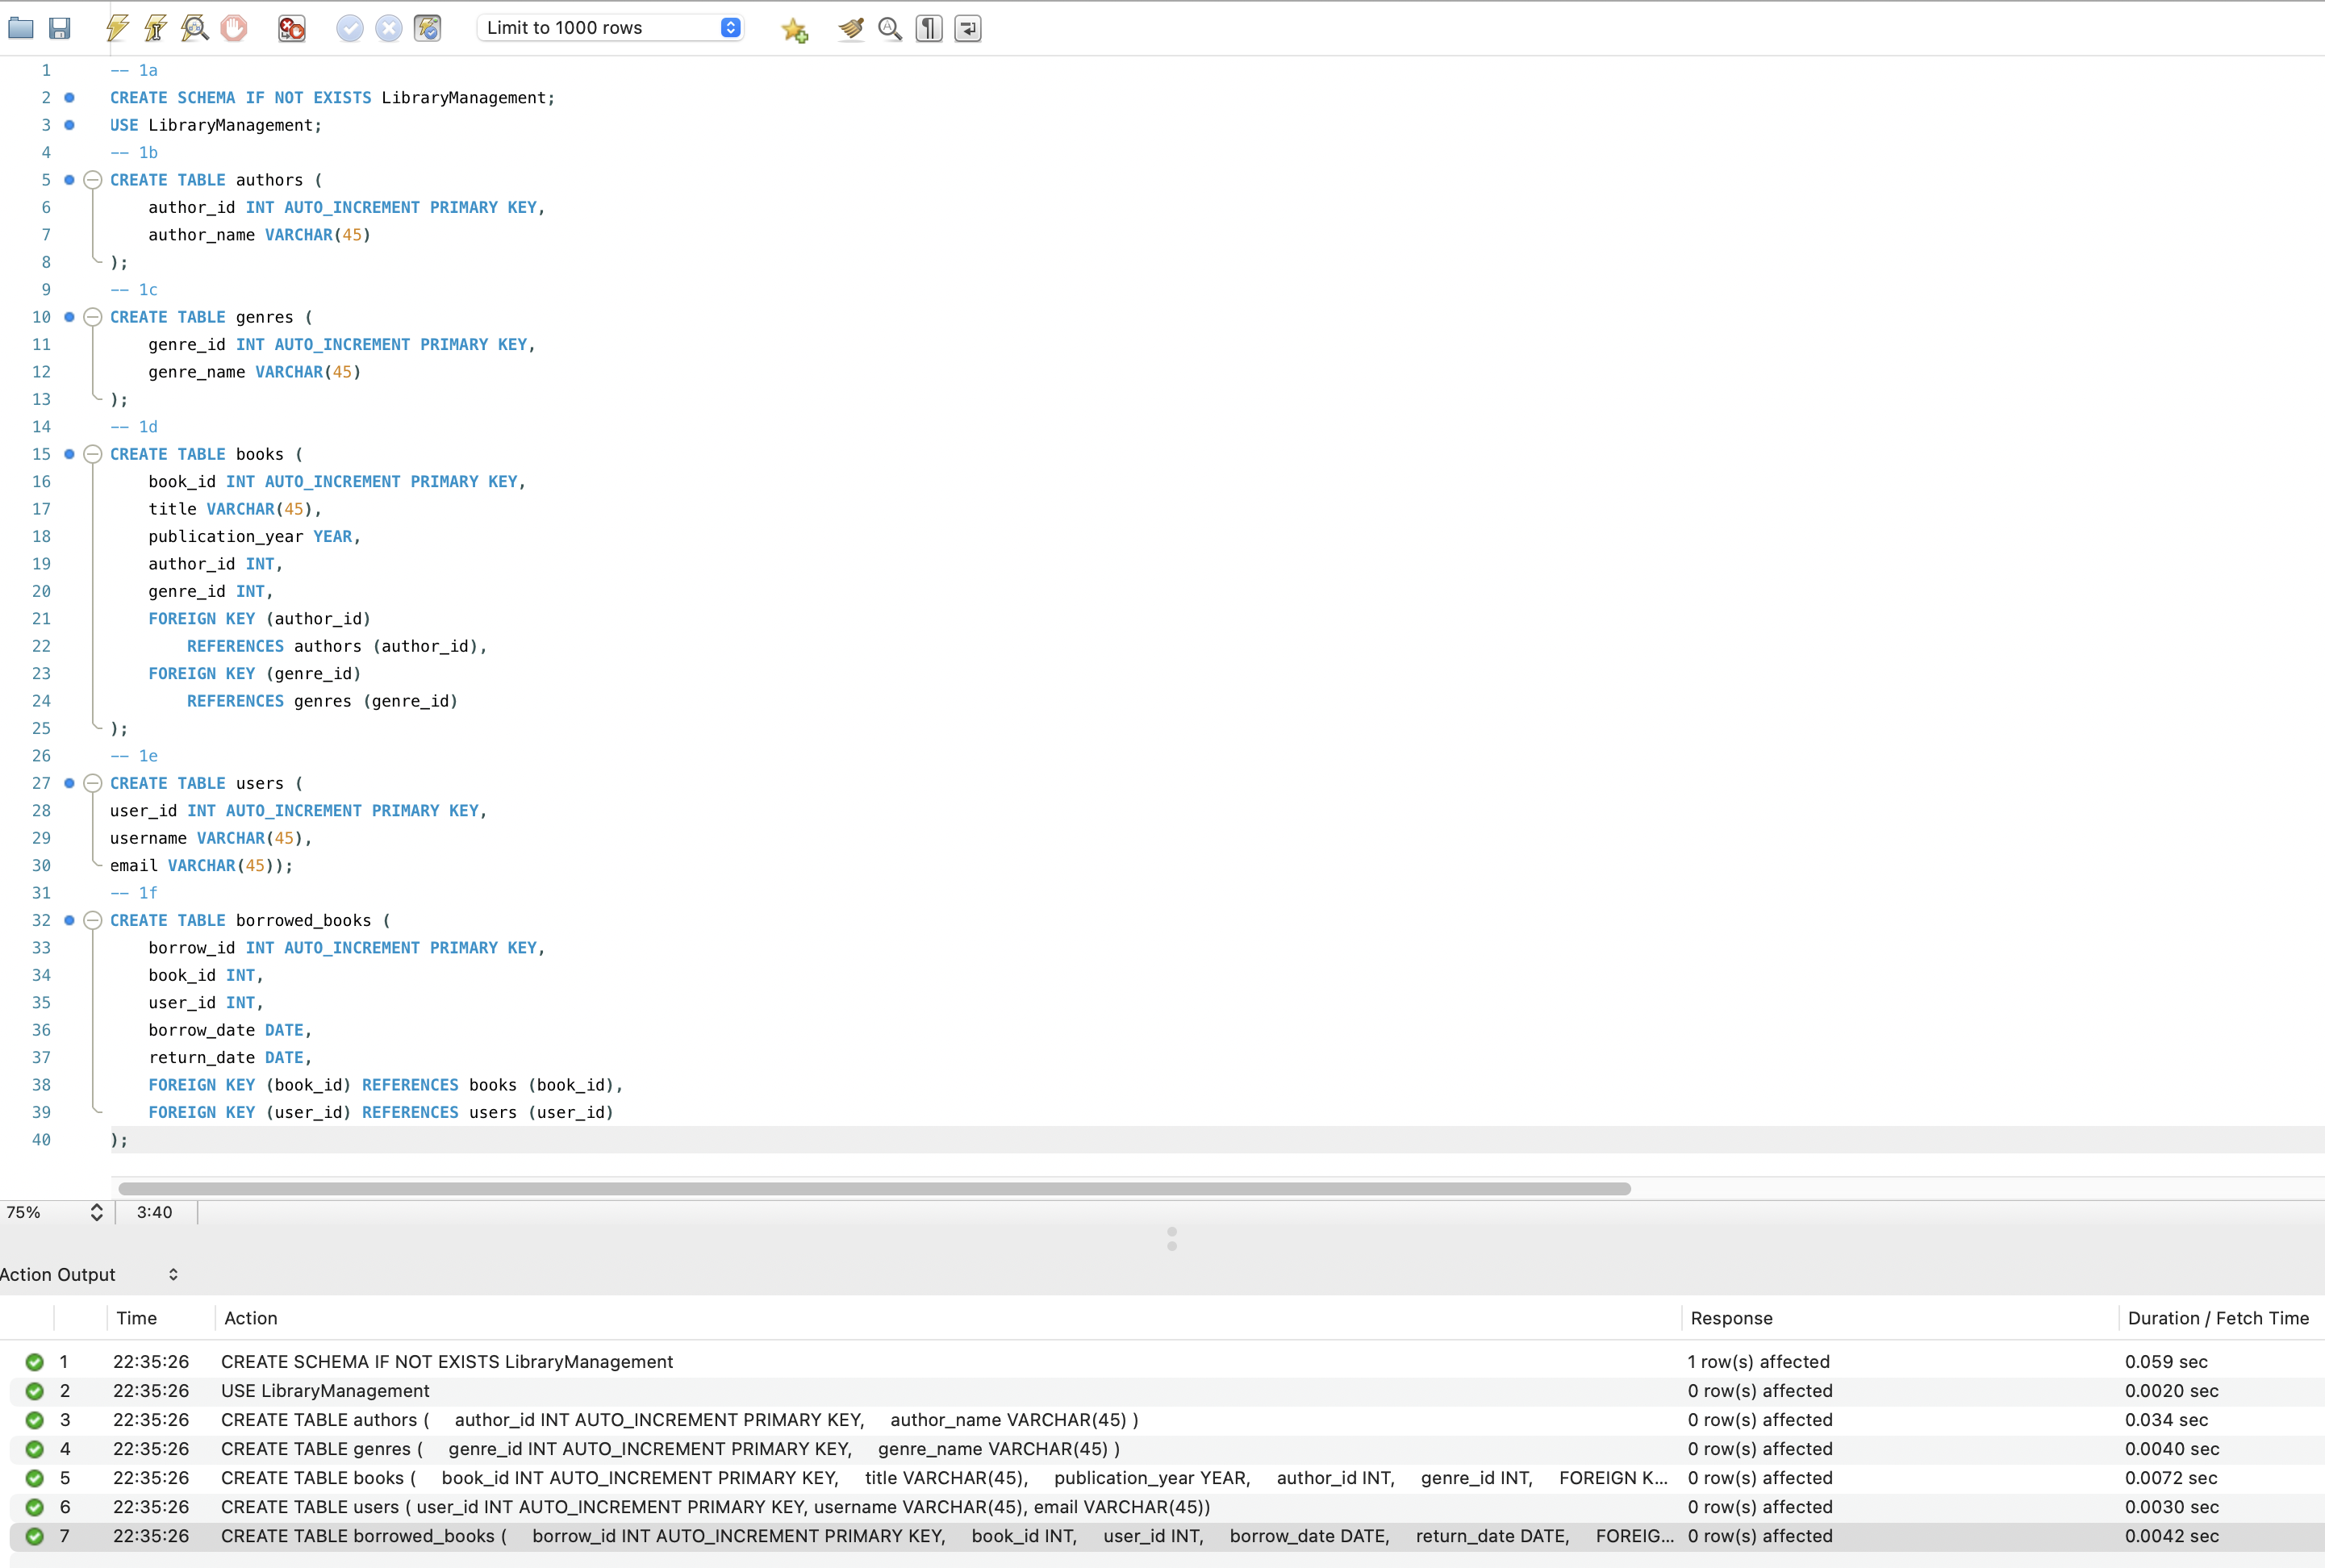 Limit to 1000 rows
1 -- 1a
2 CREATE SCHEMA IF NOT EXISTS LibraryManagement;
3 USE LibraryManagement;
4 -- 1b
5 CREATE TABLE authors (
6 author_id INT AUTO_INCREMENT PRIMARY KEY,
7 author_name VARCHAR(45)
8 );
9 -- 1c
10 CREATE TABLE genres (
11 genre_id INT AUTO_INCREMENT PRIMARY KEY,
12 genre_name VARCHAR(45)
13 );
14 -- 1d
15 CREATE TABLE books (
16 book_id INT AUTO_INCREMENT PRIMARY KEY,
17 title VARCHAR(45),
18 publication_year YEAR,
19 author_id INT,
20 genre_id INT,
21 FOREIGN KEY (author_id)
22 REFERENCES authors (author_id),
23 FOREIGN KEY (genre_id)
24 REFERENCES genres (genre_id)
25 );
26 -- 1e
27 CREATE TABLE users (
28 user_id INT AUTO_INCREMENT PRIMARY KEY,
29 username VARCHAR(45),
30 email VARCHAR(45));
31 -- 1f
32 CREATE TABLE borrowed_books (
33 borrow_id INT AUTO_INCREMENT PRIMARY KEY,
34 book_id INT,
35 user_id INT,
36 borrow_date DATE,
37 return_date DATE,
38 FOREIGN KEY (book_id) REFERENCES books (book_id),
39 FOREIGN KEY (user_id) REFERENCES users (user_id)
40 );
75% 3:40
Action Output
Time Action Response Duration / Fetch Time
1 22:35:26 CREATE SCHEMA IF NOT EXISTS LibraryManagement 1 row(s) affected 0.059 sec
2 22:35:26 USE LibraryManagement 0 row(s) affected 0.0020 sec
3 22:35:26 CREATE TABLE authors ( author_id INT AUTO_INCREMENT PRIMARY KEY, author_name VARCHAR(45) ) 0 row(s) affected 0.034 sec
4 22:35:26 CREATE TABLE genres ( genre_id INT AUTO_INCREMENT PRIMARY KEY, genre_name VARCHAR(45) ) 0 row(s) affected 0.0040 sec
5 22:35:26 CREATE TABLE books ( book_id INT AUTO_INCREMENT PRIMARY KEY, title VARCHAR(45), publication_year YEAR, author_id INT, genre_id INT, FOREIGN K... 0 row(s) affected 0.0072 sec
6 22:35:26 CREATE TABLE users ( user_id INT AUTO_INCREMENT PRIMARY KEY, username VARCHAR(45), email VARCHAR(45)) 0 row(s) affected 0.0030 sec
7 22:35:26 CREATE TABLE borrowed_books ( borrow_id INT AUTO_INCREMENT PRIMARY KEY, book_id INT, user_id INT, borrow_date DATE, return_date DATE, FOREIG... 0 row(s) affected 0.0042 sec